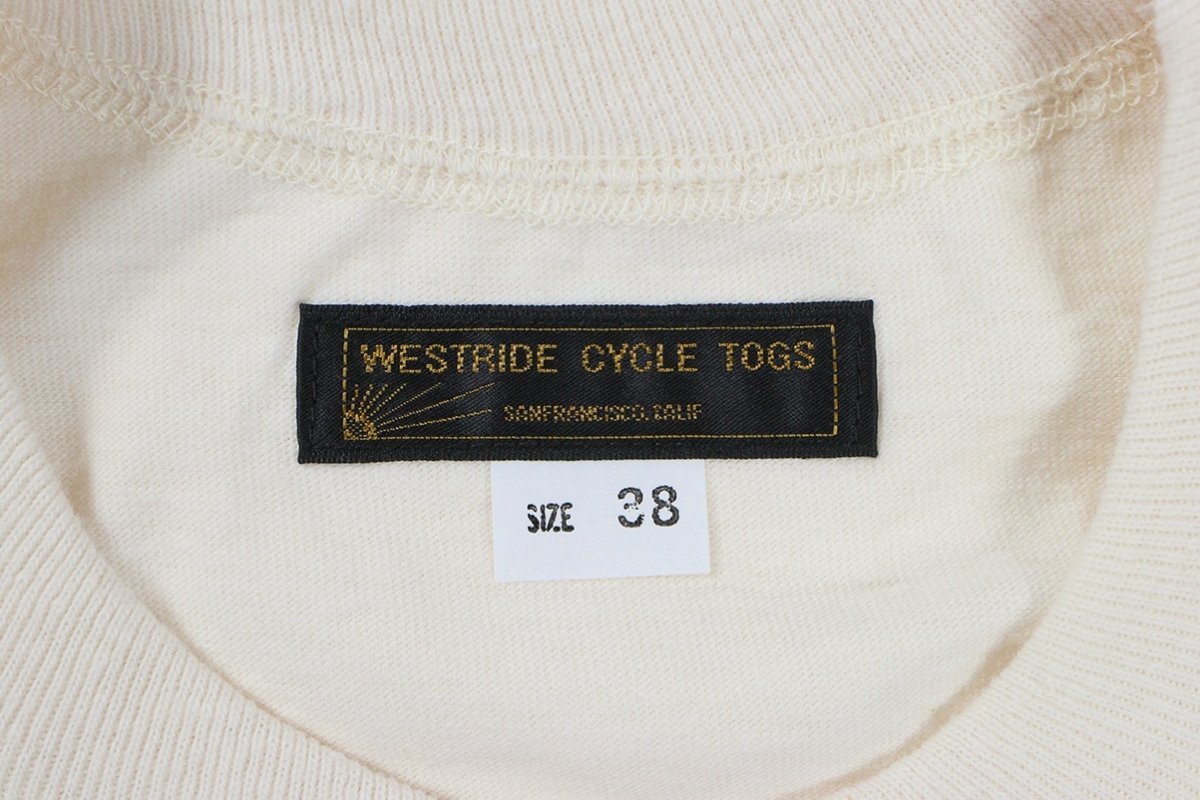 WESTRIDE CYCLE TOGS
SANFRANCISCO.CALIF
SIZE 38